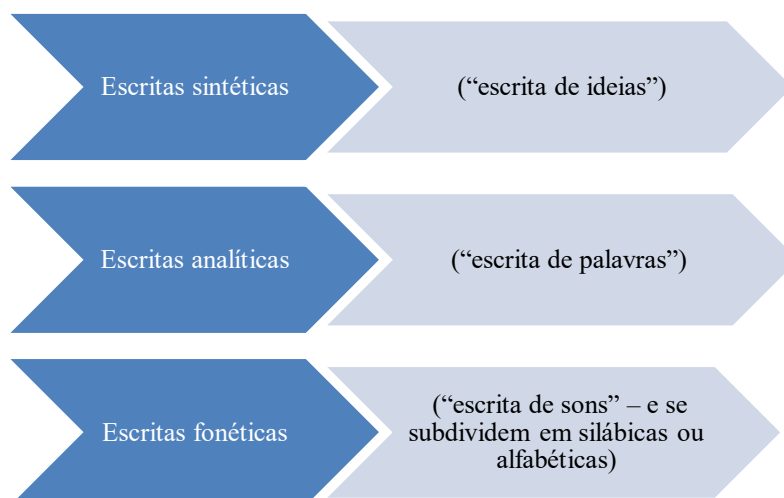 Escritas sintéticas
(“escrita de ideias”)
Escritas analíticas
(“escrita de palavras”)
Escritas fonéticas
(“escrita de sons” – e se
subdividem em silábicas ou
alfabéticas)